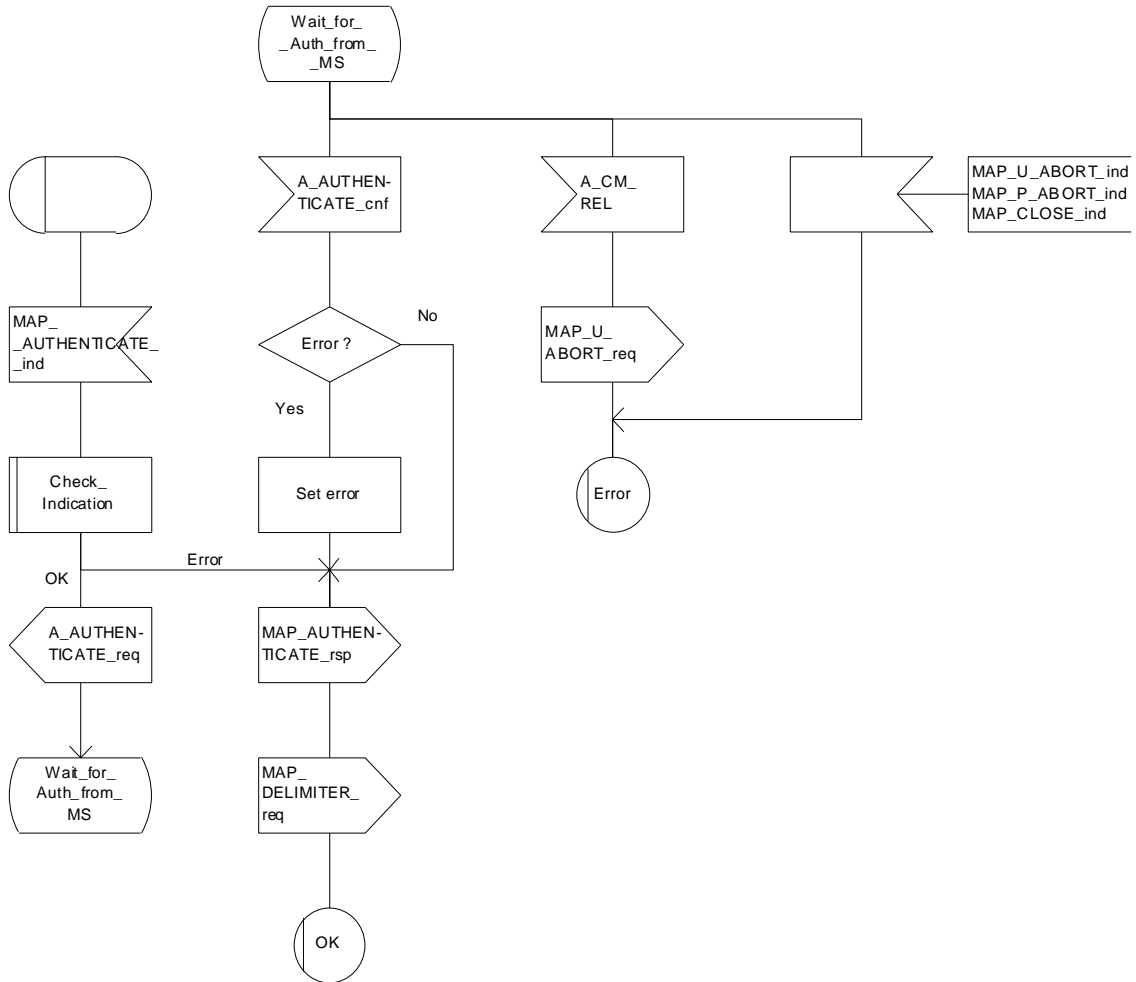 Wait_for_
_Auth_from_
_MS
A_AUTHEN-
TICATE_cnf
A_CM_
REL
MAP_U_ABORT_ind
MAP_P_ABORT_ind
MAP_CLOSE_ind
MAP_
_AUTHENTICATE_
_ind
Error ?
No
Yes
MAP_U_
ABORT_req
Check_
Indication
Set error
Error
Error
OK
A_AUTHEN-
TICATE_req
MAP_AUTHEN-
TICATE_rsp
Wait_for_
Auth_from_
MS
MAP_
DELIMITER_
req
OK